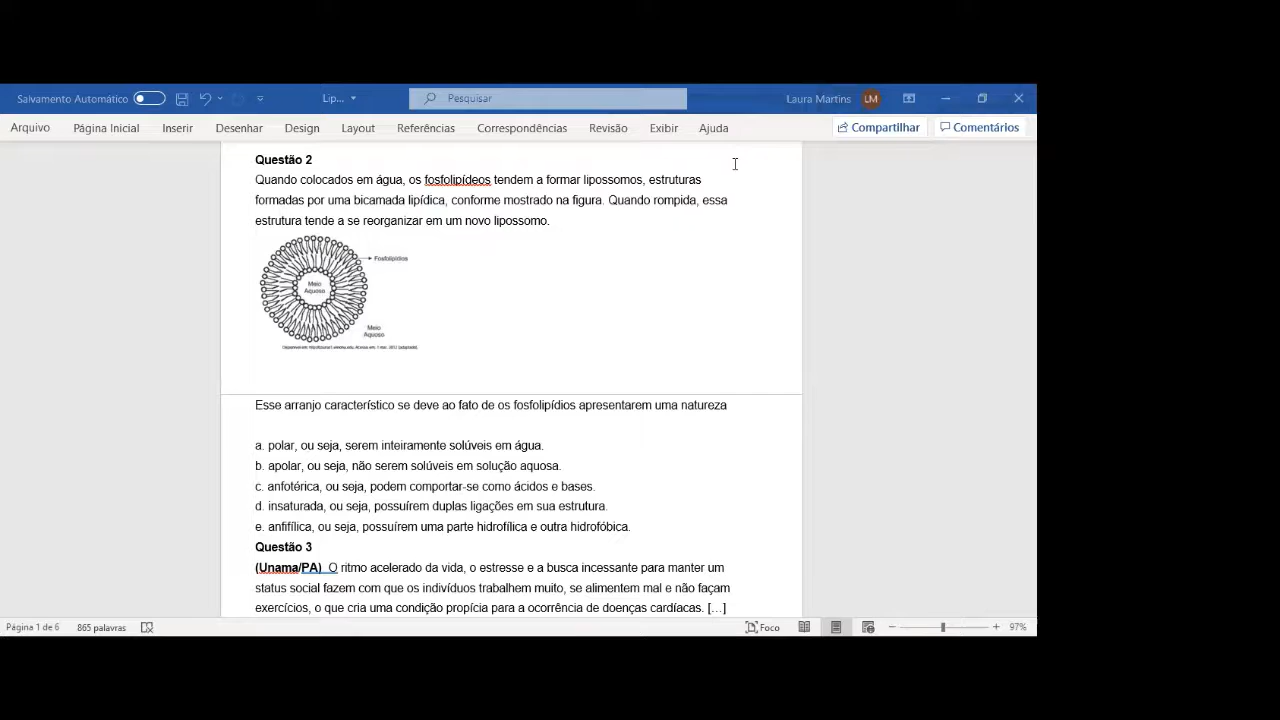 Salvamento Automático
Lip...
Pesquisar
Laura Martins
LM
Arquivo Página Inicial Inserir Desenhar Design Layout Referências Correspondências Revisão Exibir Ajuda
Compartilhar
Comentários
Questão 2
Quando colocados em água, os fosfolipídeos tendem a formar lipossomos, estruturas
formadas por uma bicamada lipídica, conforme mostrado na figura. Quando rompida, essa
estrutura tende a se reorganizar em um novo lipossomo.
Fosfolipídios
Meio
Aquoso
Meio
Aquoso
Esse arranjo característico se deve ao fato de os fosfolipídios apresentarem uma natureza
a. polar, ou seja, serem inteiramente solúveis em água.
b. apolar, ou seja, não serem solúveis em solução aquosa.
c. anfotérica, ou seja, podem comportar-se como ácidos e bases.
d. insaturada, ou seja, possuírem duplas ligações em sua estrutura.
e. anfifílica, ou seja, possuírem uma parte hidrofílica e outra hidrofóbica.
Questão 3
(Unama/PA) O ritmo acelerado da vida, o estresse e a busca incessante para manter um
status social fazem com que os indivíduos trabalhem muito, se alimentem mal e não façam
exercícios, o que cria uma condição propícia para a ocorrência de doenças cardíacas. [...]
Página 1 de 6
865 palavras
Foco
97%